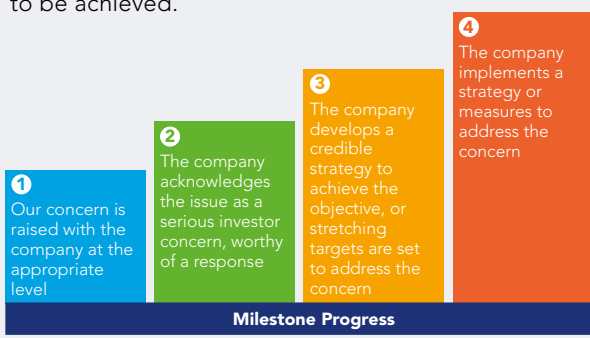 to be achieved.
1
Our concern is
raised with the
company at the
appropriate
level
2
The company
acknowledges
the issue as a
serious investor
concern, worthy
of a response
3
The company
develops a
credible
strategy to
achieve the
objective, or
stretching
targets are set
to address the
concern
4
The company
implements a
strategy or
measures to
address the
concern
Milestone Progress